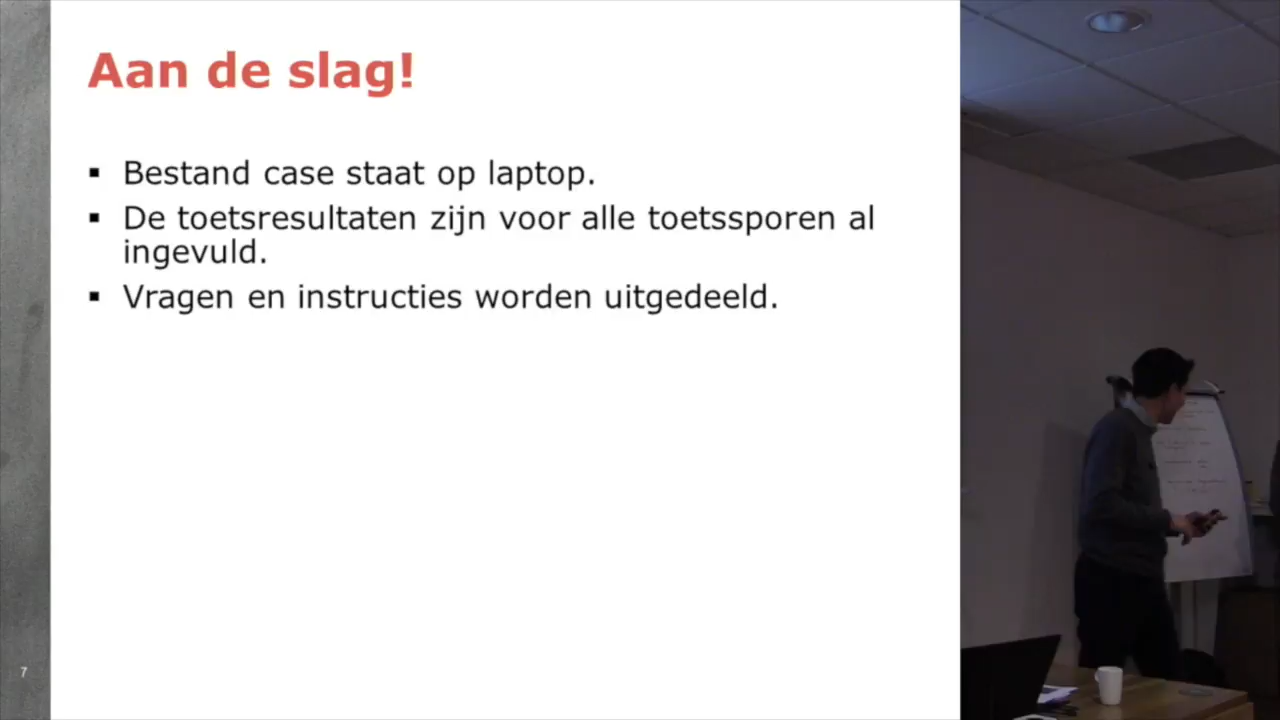 Aan de slag!
▪ Bestand case staat op laptop.
▪ De toetsresultaten zijn voor alle toetssporen al
ingevuld.
▪ Vragen en instructies worden uitgedeeld.
7